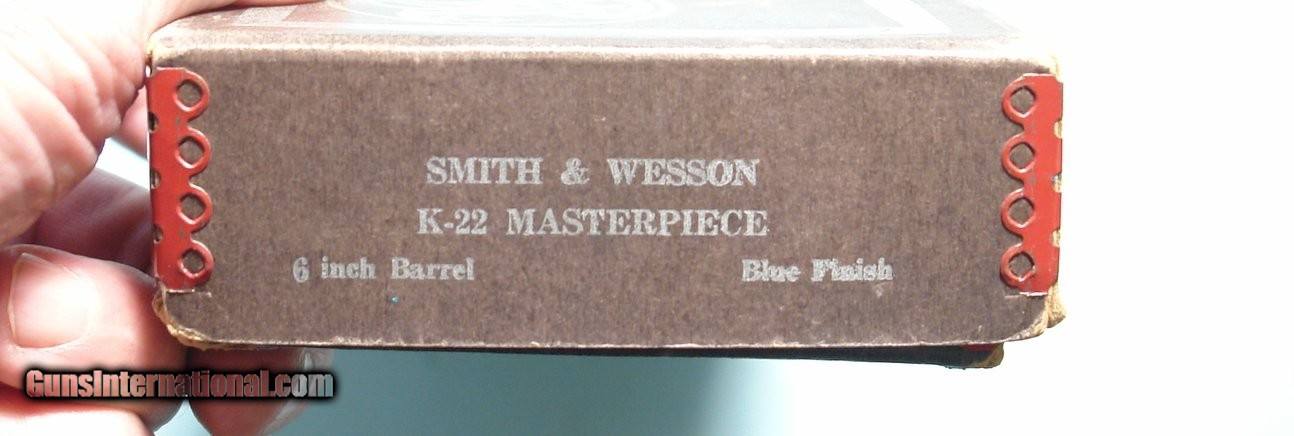 SMITH & WESSON
K-22 MASTERPIECE
6 inch Barrel Blue Finish
GunsInternational.com